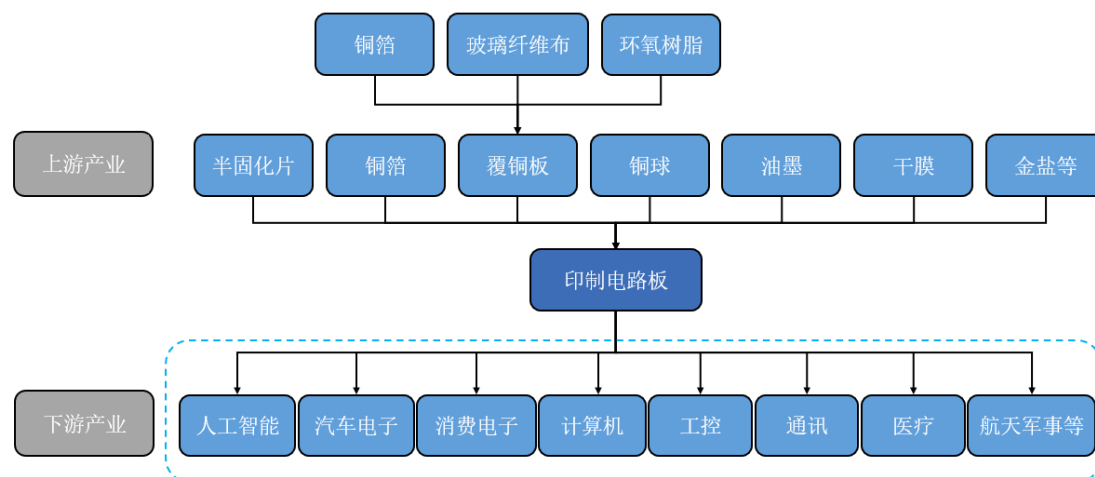 铜箔
玻璃纤维布
环氧树脂
上游产业
半固化片
铜箔
覆铜板
铜球
油墨
干膜
金盐等
印制电路板
下游产业
人工智能
汽车电子
消费电子
计算机
工控
通讯
医疗
航天军事等